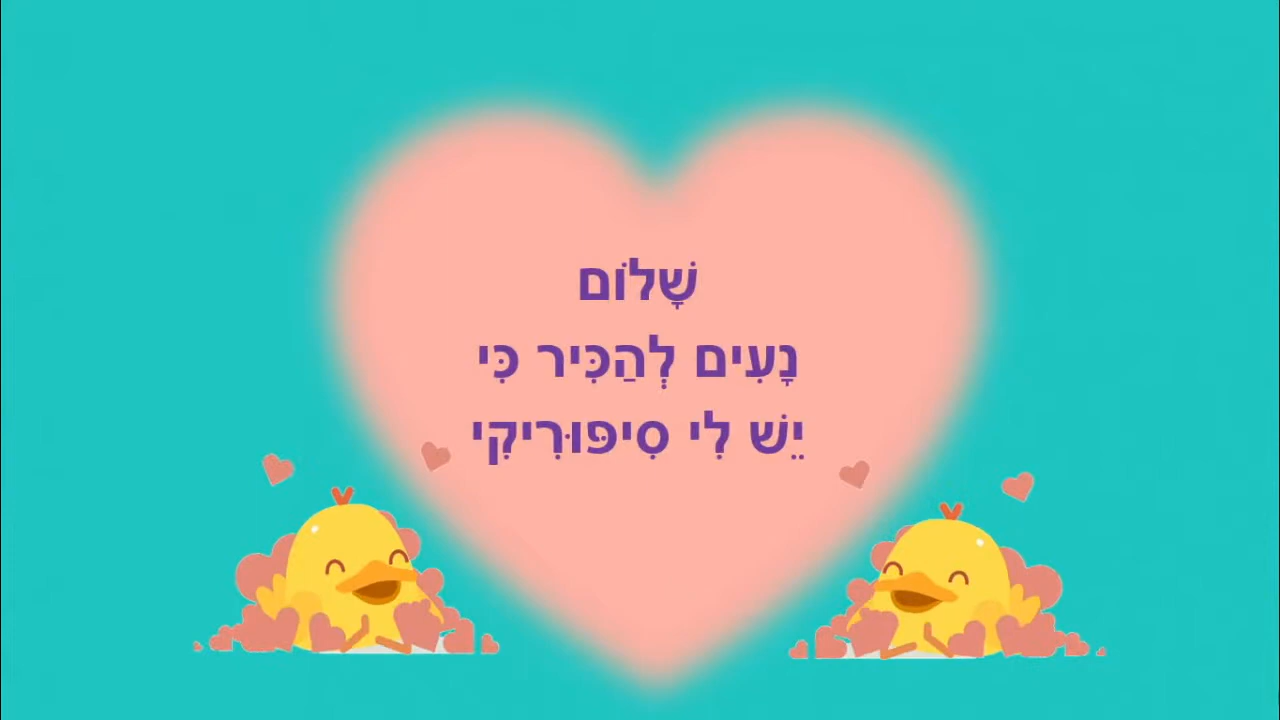 שָׁלוֹם
נָעִים לְהַכִּיר כִּי
יֵשׁ לִי סִיפּוּרִיקִי